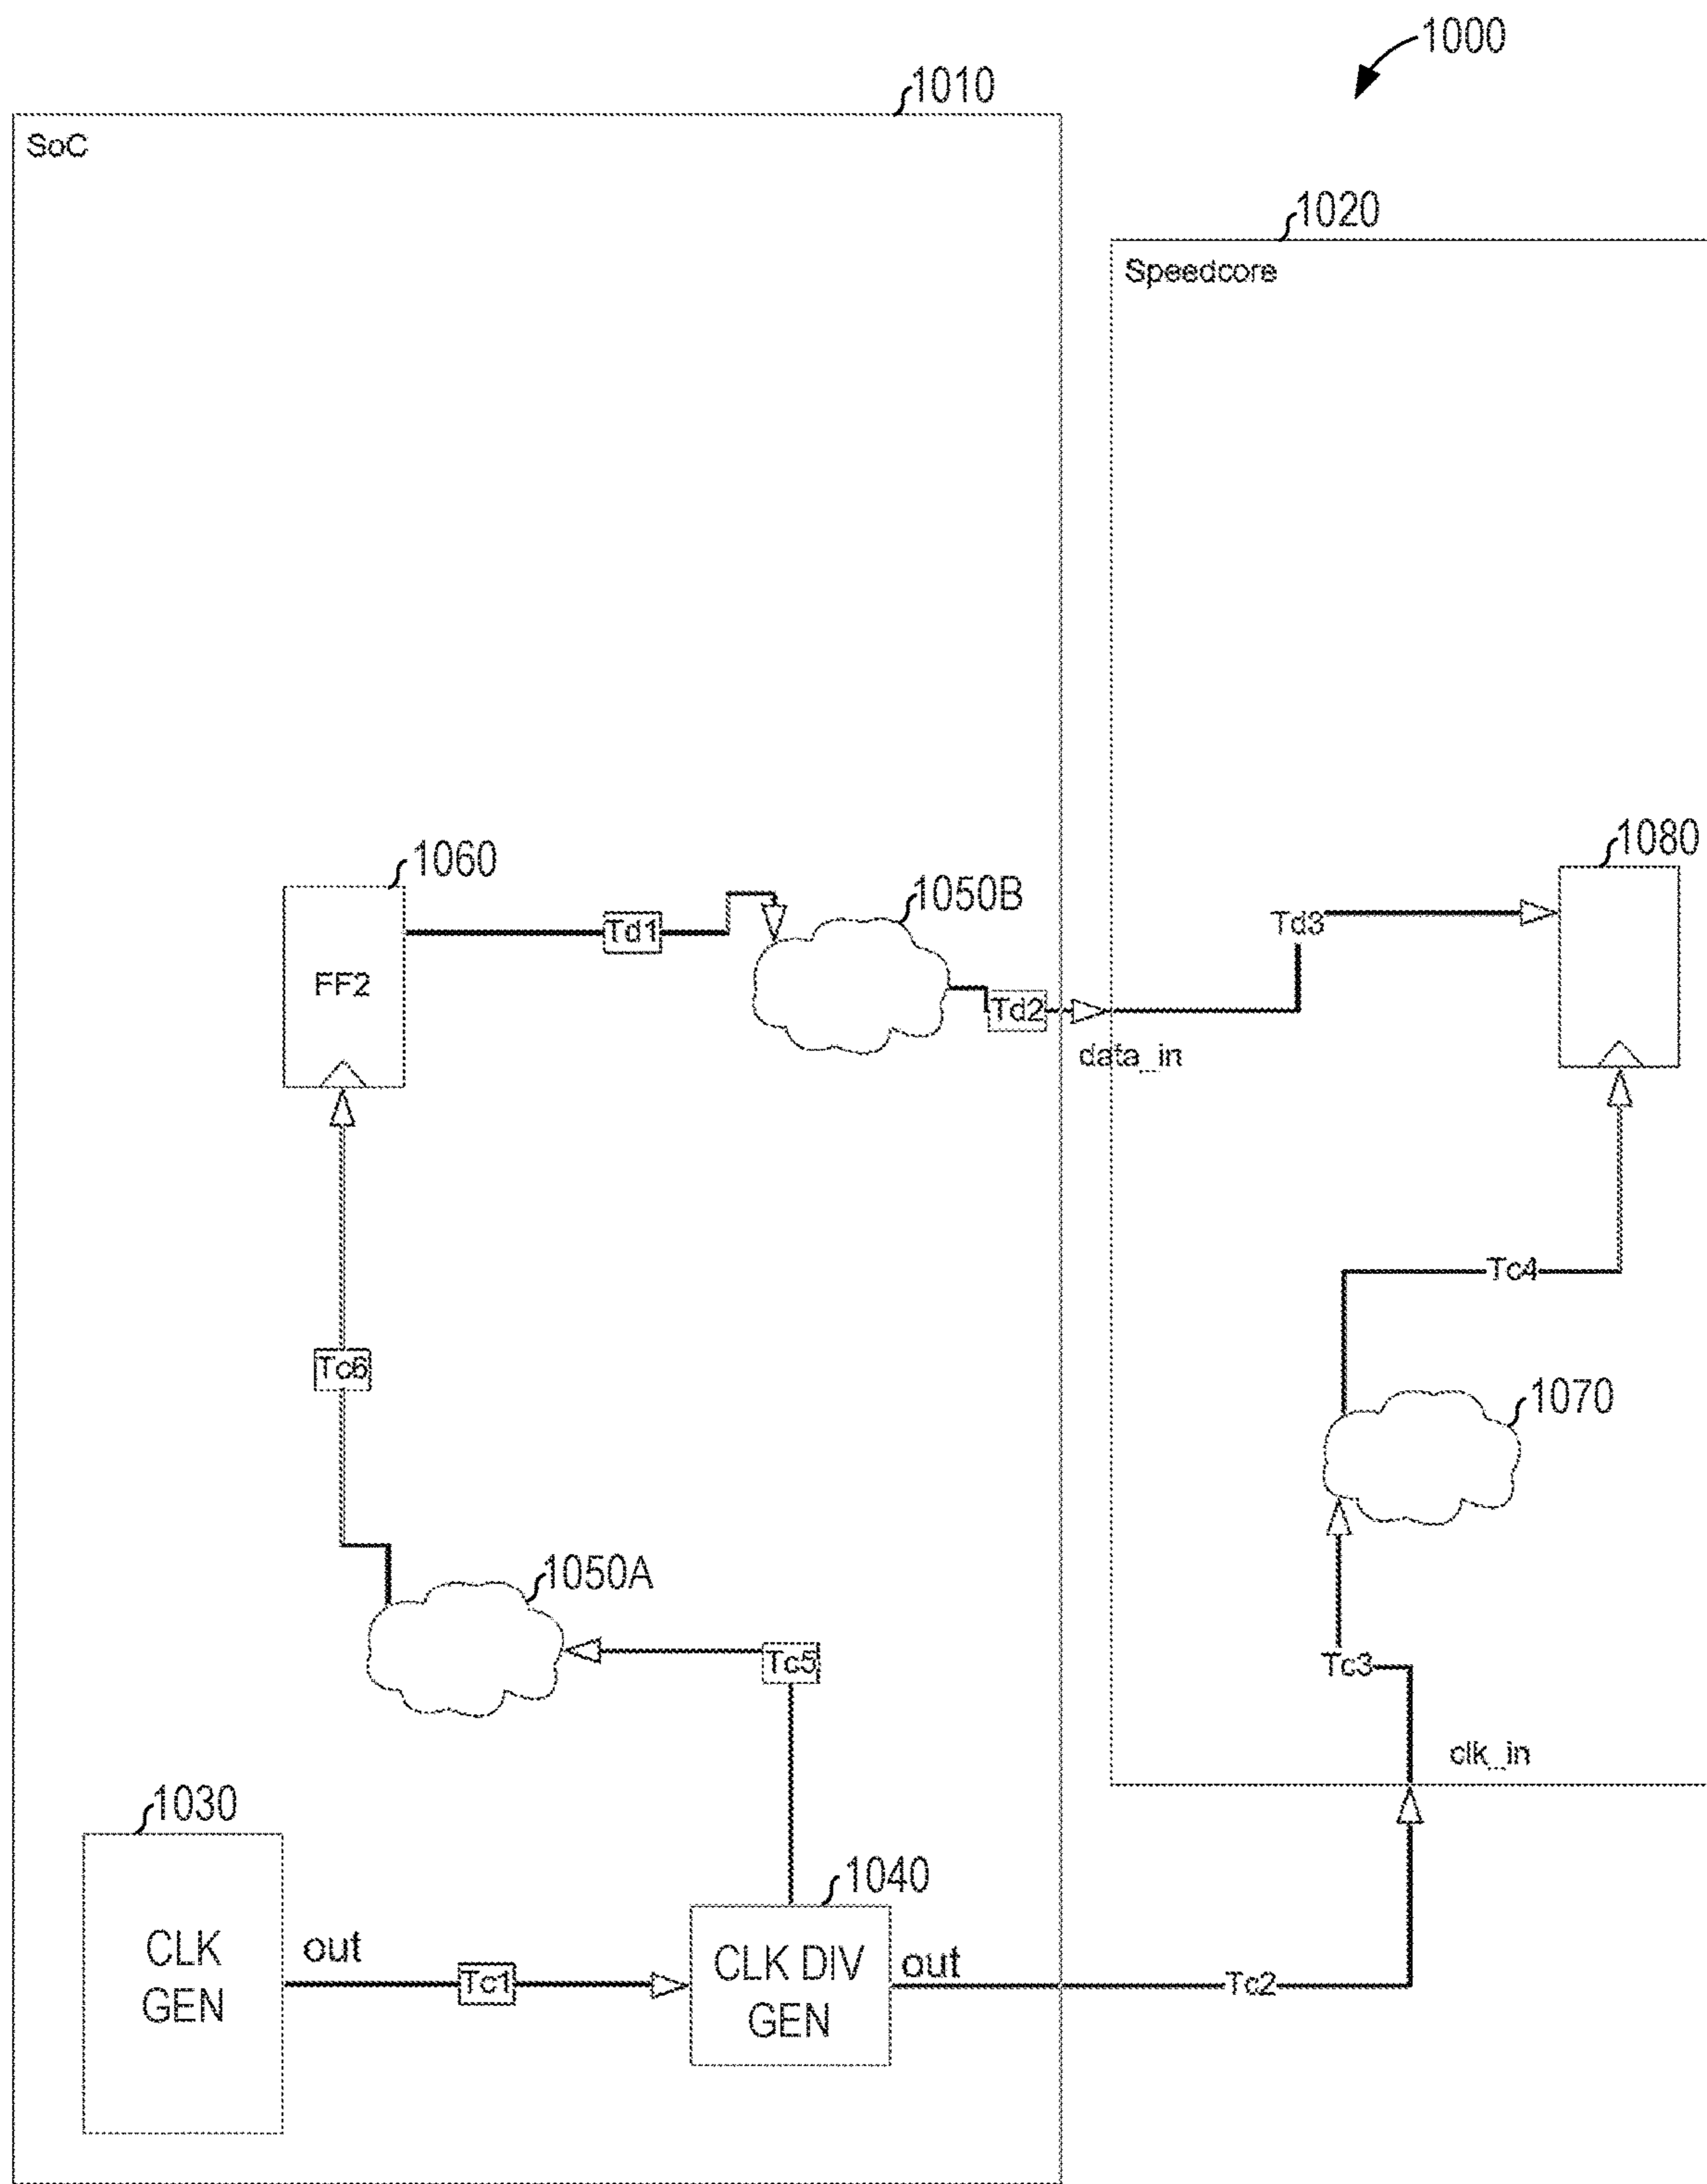 1000
1010
SoC
1020
Speedcore
1060
FF2
Td1
1050B
Td2
data_in
Td3
1080
Tc4
Tc6
1070
1050A
Tc5
Tc3
clk_in
1030
CLK
GEN
out
Tc1
1040
CLK DIV
GEN
out
Tc2